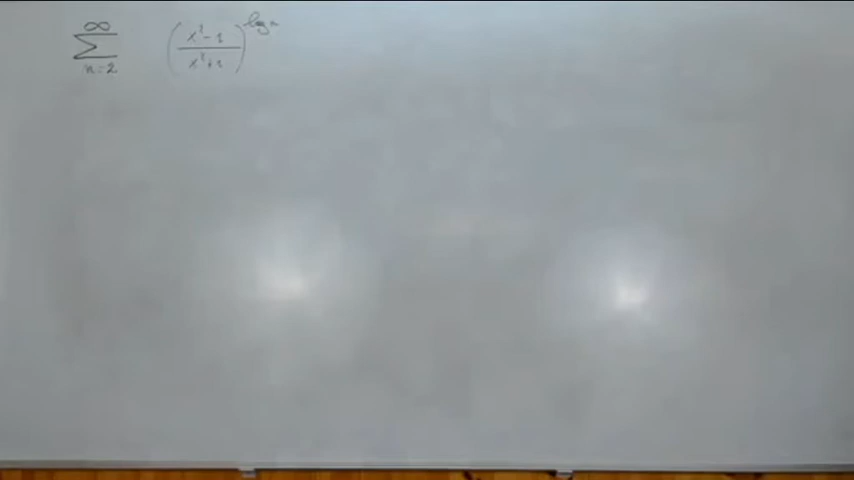 ∞
∑ ( (x²-1)/(x²+1) )^{log n}
n=2